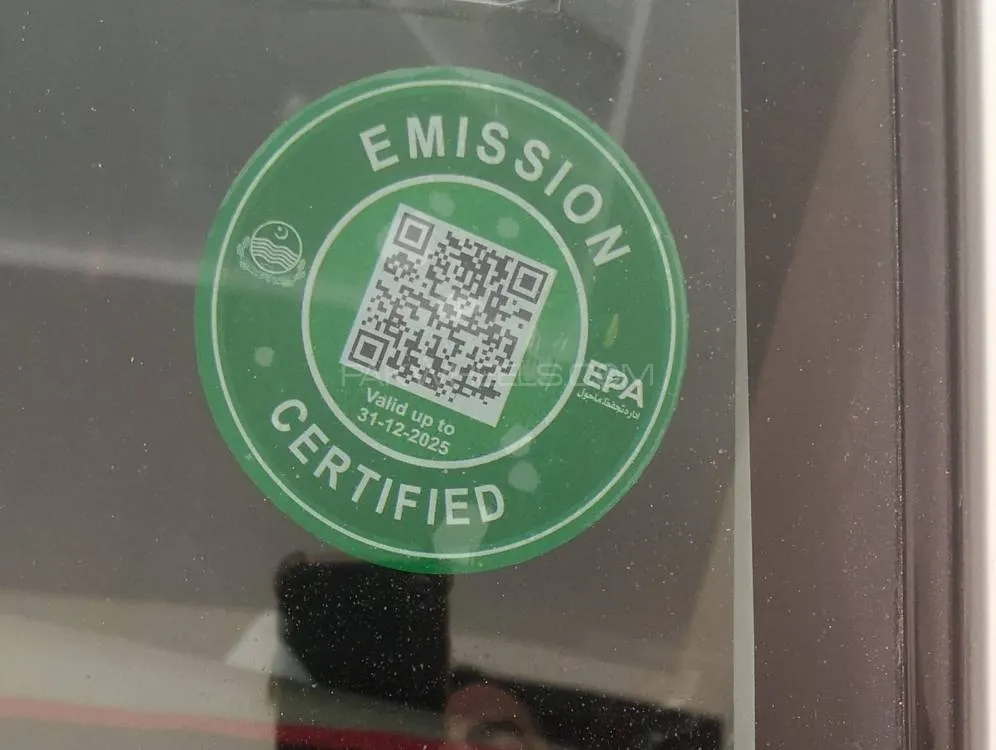 EMISSION
EPA
ادارہ تحفظ ماحول
Valid up to
31-12-2025
CERTIFIED